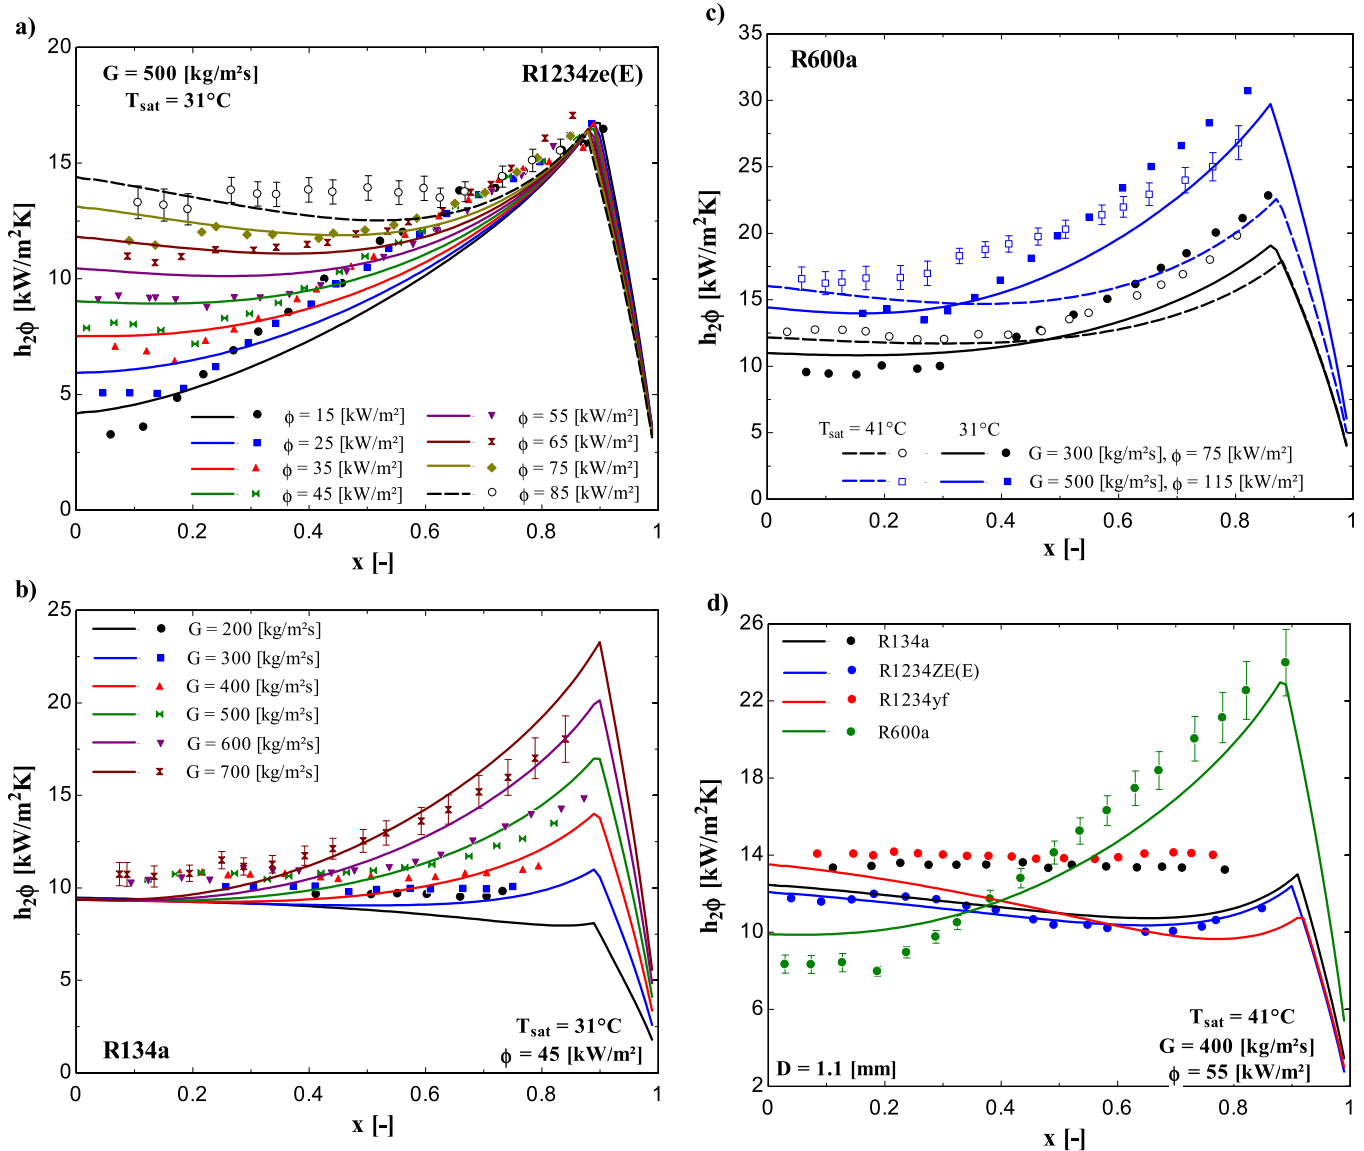 a)
G = 500 [kg/m²s]
T_sat = 31°C
R1234ze(E)
h_2ϕ [kW/m²K]
20
15
10
5
0
ϕ = 15 [kW/m²]
ϕ = 25 [kW/m²]
ϕ = 35 [kW/m²]
ϕ = 45 [kW/m²]
ϕ = 55 [kW/m²]
ϕ = 65 [kW/m²]
ϕ = 75 [kW/m²]
ϕ = 85 [kW/m²]
0 0.2 0.4 0.6 0.8 1
x [-]
b)
h_2ϕ [kW/m²K]
25
20
15
10
5
0
G = 200 [kg/m²s]
G = 300 [kg/m²s]
G = 400 [kg/m²s]
G = 500 [kg/m²s]
G = 600 [kg/m²s]
G = 700 [kg/m²s]
R134a
T_sat = 31°C
ϕ = 45 [kW/m²]
0 0.2 0.4 0.6 0.8 1
x [-]
c)
R600a
h_2ϕ [kW/m²K]
35
30
25
20
15
10
5
0
T_sat = 41°C 31°C
G = 300 [kg/m²s], ϕ = 75 [kW/m²]
G = 500 [kg/m²s], ϕ = 115 [kW/m²]
0 0.2 0.4 0.6 0.8 1
x [-]
d)
h_2ϕ [kW/m²K]
26
22
18
14
10
6
2
R134a
R1234ZE(E)
R1234yf
R600a
D = 1.1 [mm]
T_sat = 41°C
G = 400 [kg/m²s]
ϕ = 55 [kW/m²]
0 0.2 0.4 0.6 0.8 1
x [-]